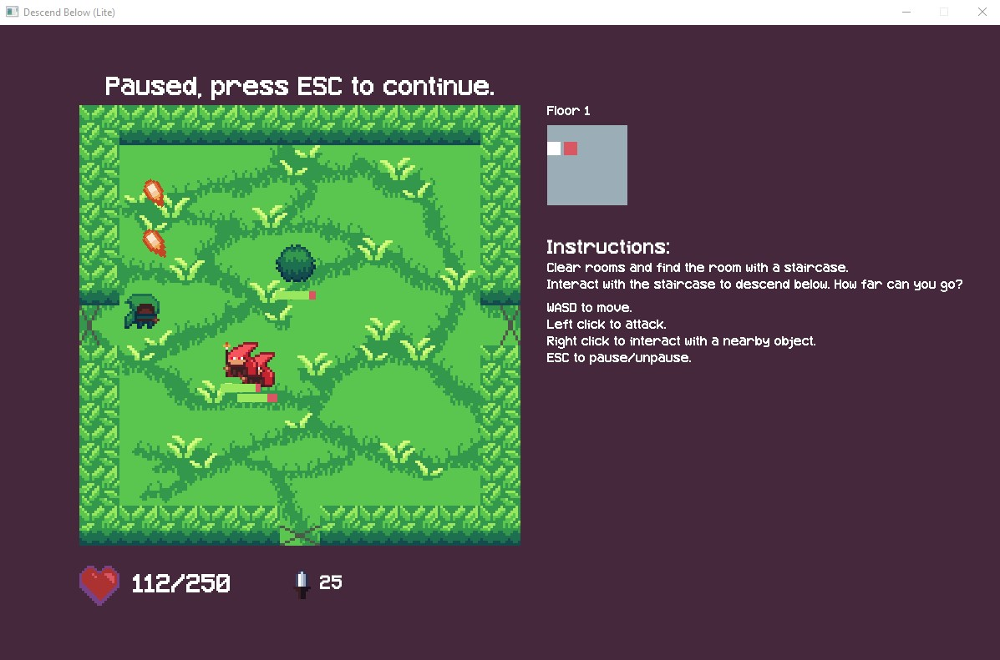 Descend Below (Lite)
Paused, press ESC to continue.
Floor 1
Instructions:
Clear rooms and find the room with a staircase.
Interact with the staircase to descend below. How far can you go?
WASD to move.
Left click to attack.
Right click to interact with a nearby object.
ESC to pause/unpause.
112/250
25